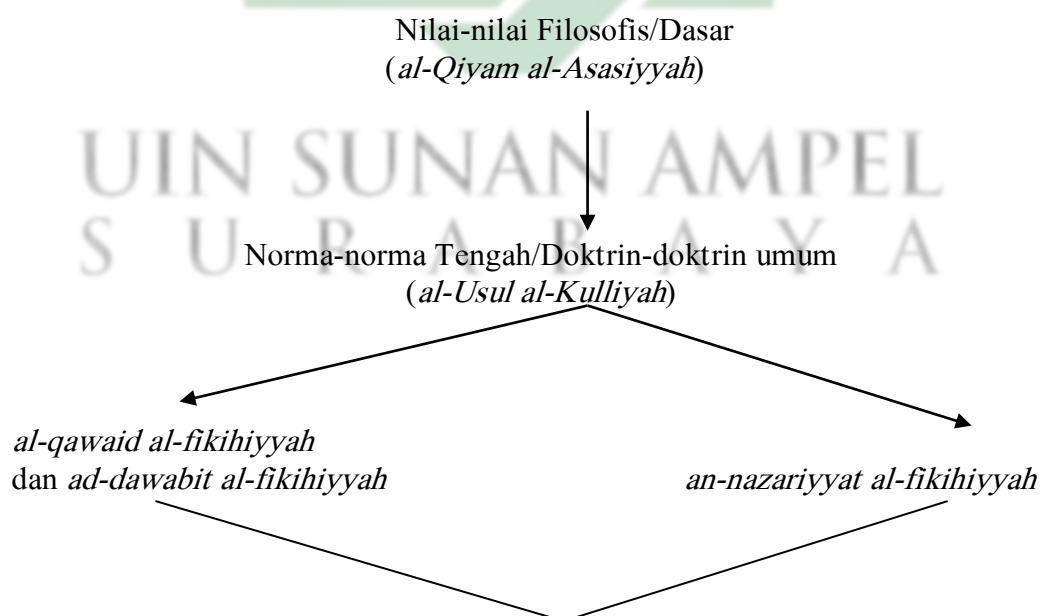 Nilai-nilai Filosofis/Dasar
(al-Qiyam al-Asasiyyah)
UIN SUNAN AMPEL
SURABAYA
Norma-norma Tengah/Doktrin-doktrin umum
(al-Usul al-Kulliyah)
al-qawaid al-fikihiyyah
dan ad-dawabit al-fikihiyyah
an-nazariyyat al-fikihiyyah